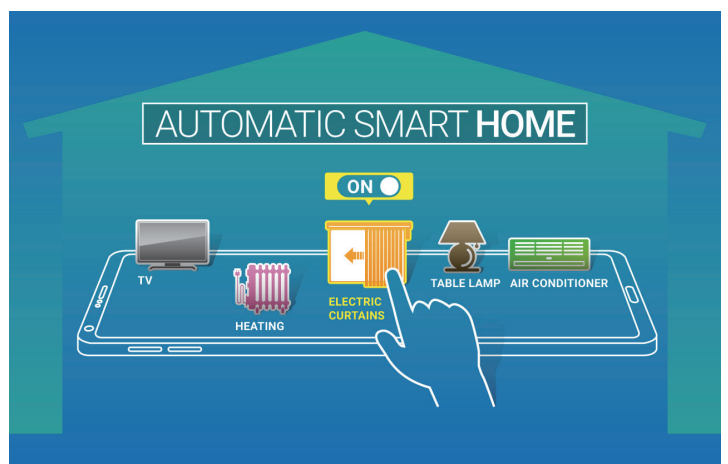 AUTOMATIC SMART HOME
ON
TV
HEATING
ELECTRIC
CURTAINS
TABLE LAMP
AIR CONDITIONER